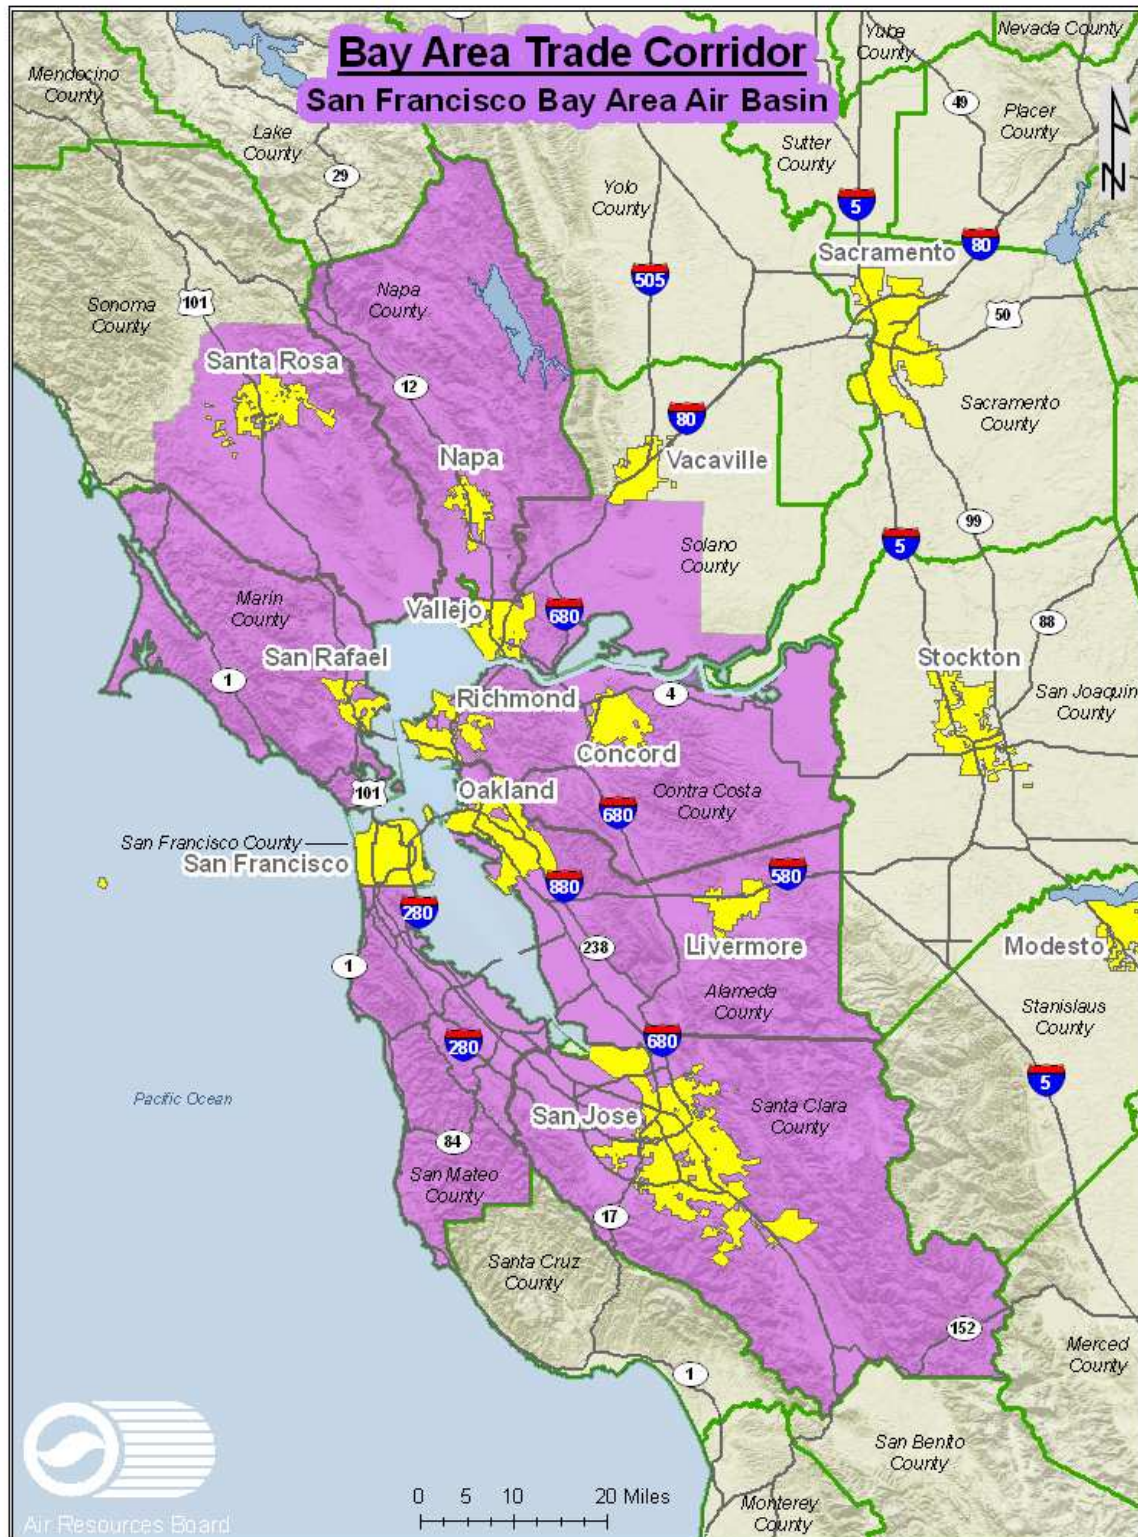 Bay Area Trade Corridor
San Francisco Bay Area Air Basin
Mendocino
County
Lake
County
29
Yuba
County
Nevada County
49
Placer
County
Sutter
County
Yolo
County
N
5
80
Sacramento
505
50
Sonoma
County
101
Napa
County
Santa Rosa
12
80
Sacramento
County
Napa
Vacaville
99
5
Solano
County
Marin
County
Vallejo
680
88
San Rafael
1
Richmond
4
Stockton
San Joaquin
County
Concord
101
Oakland
Contra Costa
County
680
San Francisco County
San Francisco
880
580
280
238
Livermore
Modesto
1
Alameda
County
Stanislaus
County
280
680
5
Pacific Ocean
San Jose
Santa Clara
County
84
San Mateo
County
17
Santa Cruz
County
152
Merced
County
1
San Benito
County
Monterey
County
0 5 10 20 Miles
Air Resources Board